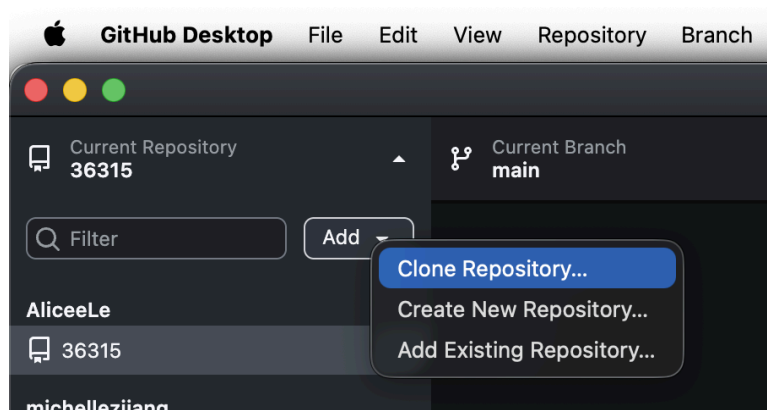 GitHub Desktop File Edit View Repository Branch
Current Repository
36315
Current Branch
main
Filter
Add
Clone Repository...
Create New Repository...
Add Existing Repository...
AliceeLe
36315
michellezijang